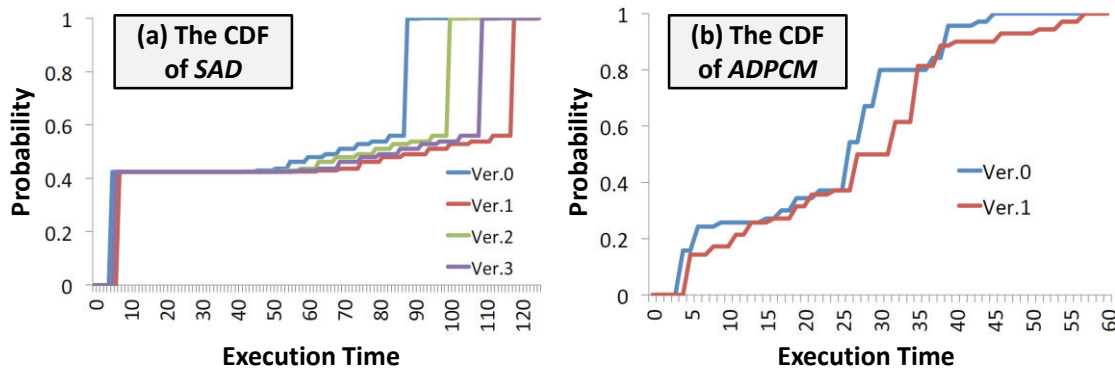 (a) The CDF
of SAD
Probability
1
0.8
0.6
0.4
0.2
0
Ver.0
Ver.1
Ver.2
Ver.3
0 10 20 30 40 50 60 70 80 90 100 110 120
Execution Time
(b) The CDF
of ADPCM
Probability
1
0.8
0.6
0.4
0.2
0
Ver.0
Ver.1
0 5 10 15 20 25 30 35 40 45 50 55 60
Execution Time